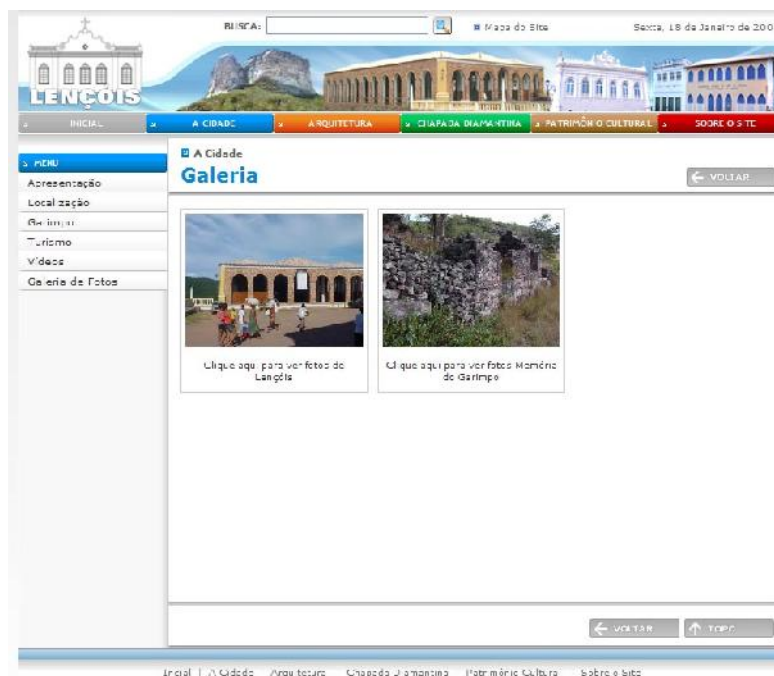 BUSCA:
Mapa do Site
Sexta, 18 de Janeiro de 200
LENÇÓIS
INICIAL
A CIDADE
ARQUITETURA
CHAPADA DIAMANTINA
PATRIMÔNIO CULTURAL
SOBRE O SITE
MENU
Apresentação
Localização
Garimpo
Turismo
Vídeos
Galeria de Fotos
A Cidade
Galeria
VOLTAR
Clique aqui para ver fotos de
Lençóis
Clique aqui para ver fotos Memória
do Garimpo
VOLTAR
TOPO
Inicial | A Cidade Arquitetura Chapada Diamantina Patrimônio Cultural Sobre o Site